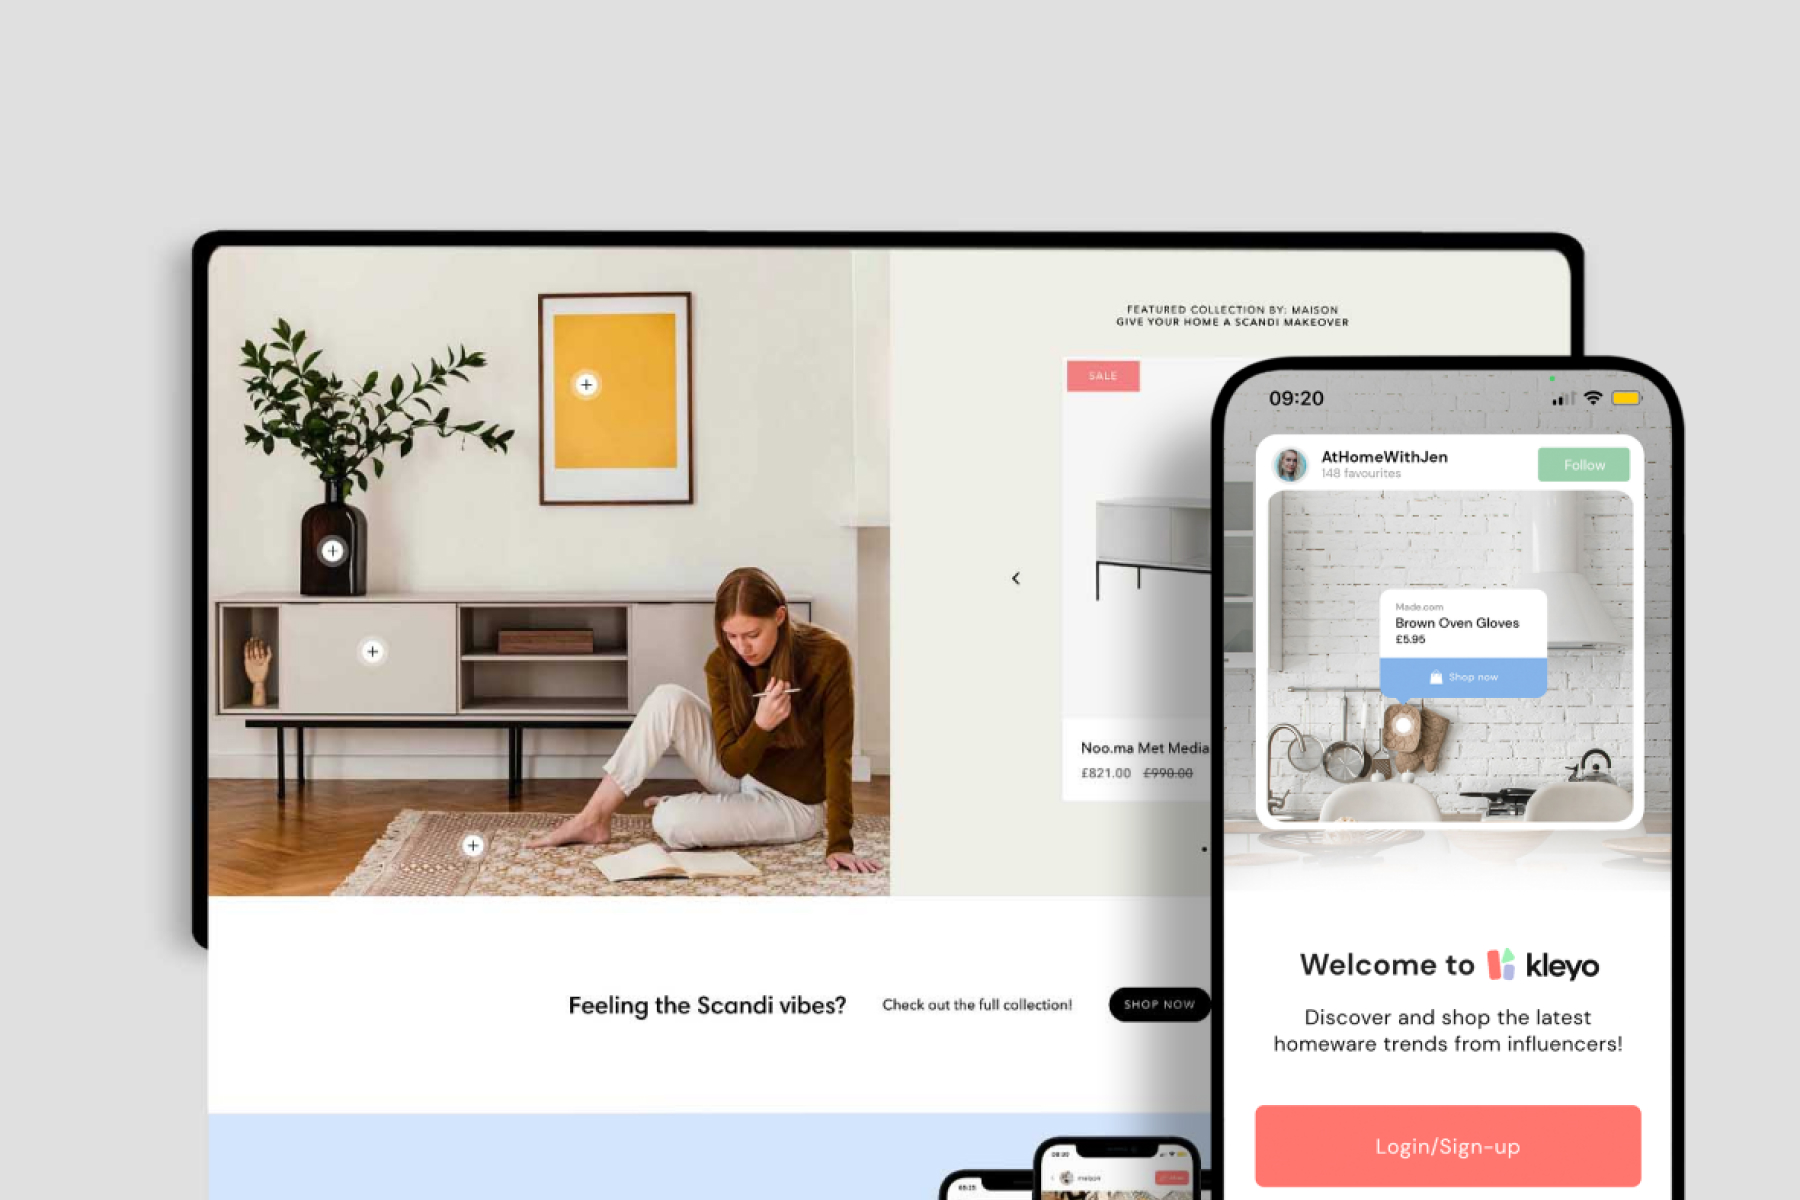 FEATURED COLLECTION BY: MAISON
GIVE YOUR HOME A SCANDI MAKEOVER
SALE
Noo.ma Met Media
£821.00 £990.00
Feeling the Scandi vibes?
Check out the full collection!
SHOP NOW
09:20
AtHomeWithJen
148 favourites
Follow
Made.com
Brown Oven Gloves
£5.95
Shop now
Welcome to kleyo
Discover and shop the latest
homeware trends from influencers!
Login/Sign-up